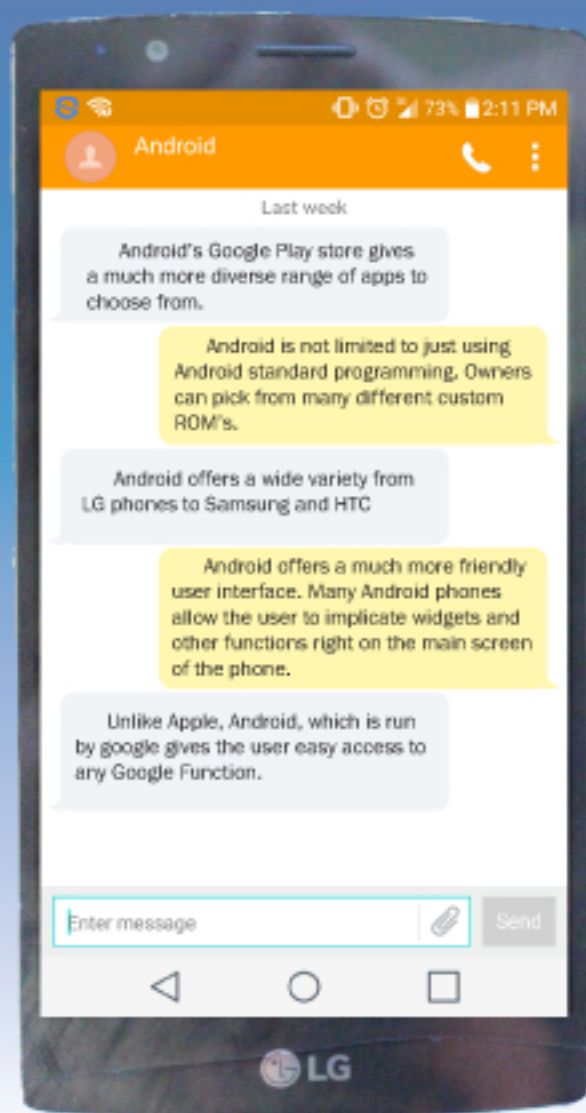 73% 2:11 PM
Android
Last week
Android's Google Play store gives
a much more diverse range of apps to
choose from.
Android is not limited to just using
Android standard programming, Owners
can pick from many different custom
ROM's.
Android offers a wide variety from
LG phones to Samsung and HTC
Android offers a much more friendly
user interface. Many Android phones
allow the user to implicate widgets and
other functions right on the main screen
of the phone.
Unlike Apple, Android, which is run
by google gives the user easy access to
any Google Function.
Enter message
Send
LG